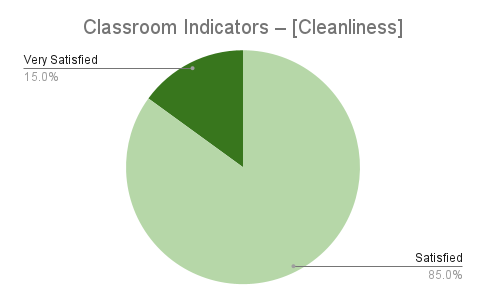 Classroom Indicators – [Cleanliness]
Very Satisfied
15.0%
Satisfied
85.0%